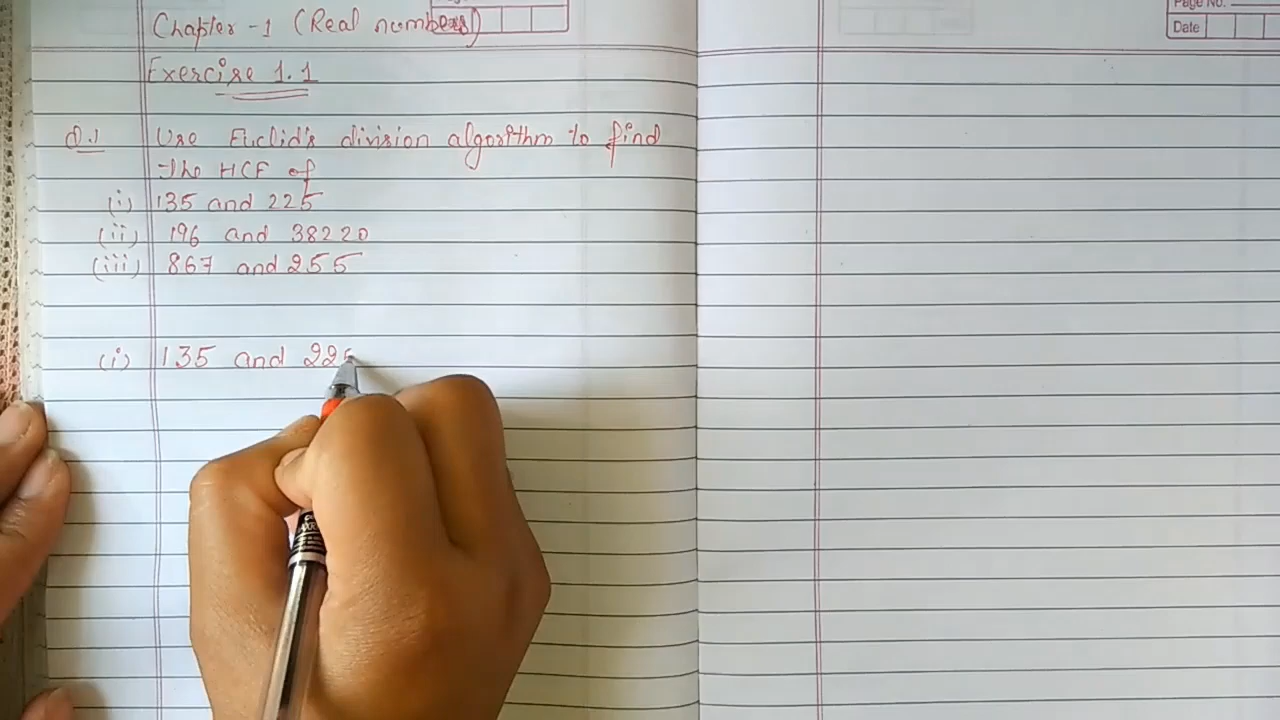 Chapter - 1 (Real numbers)
Exercise 1.1
Q.1 Use Euclid's division algorithm to find
the HCF of
(i) 135 and 225
(ii) 196 and 38220
(iii) 867 and 255
(i) 135 and 225
Page No.
Date